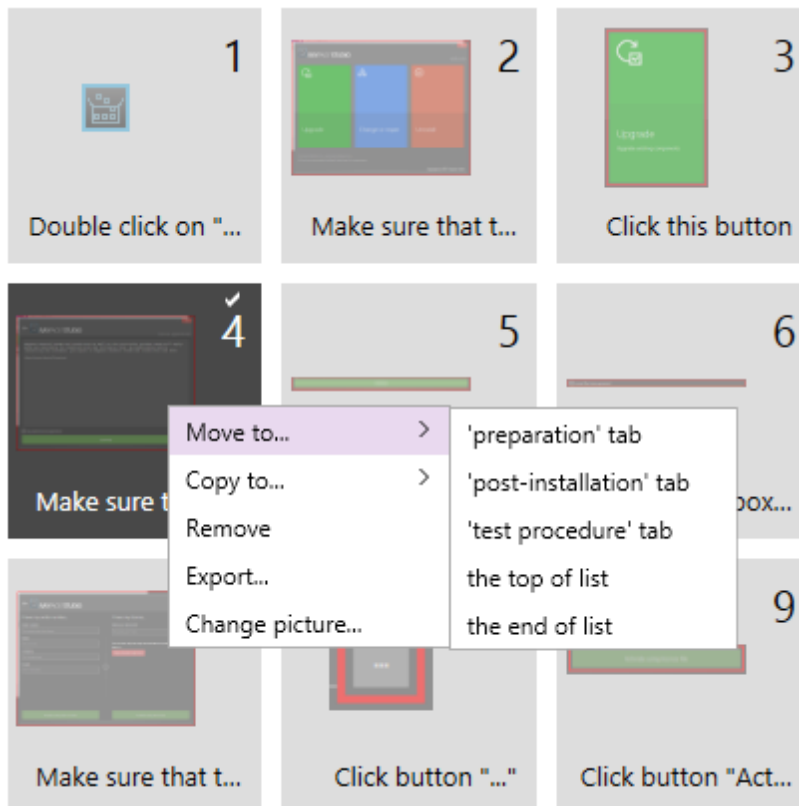 1
2
3
Upgrade
Double click on "...
Make sure that t...
Click this button
4
5
6
Make sure t
Move to...
Copy to...
Remove
Export...
Change picture...
'preparation' tab
'post-installation' tab
'test procedure' tab
the top of list
the end of list
box...
9
Make sure that t...
Click button "..."
Click button "Act...